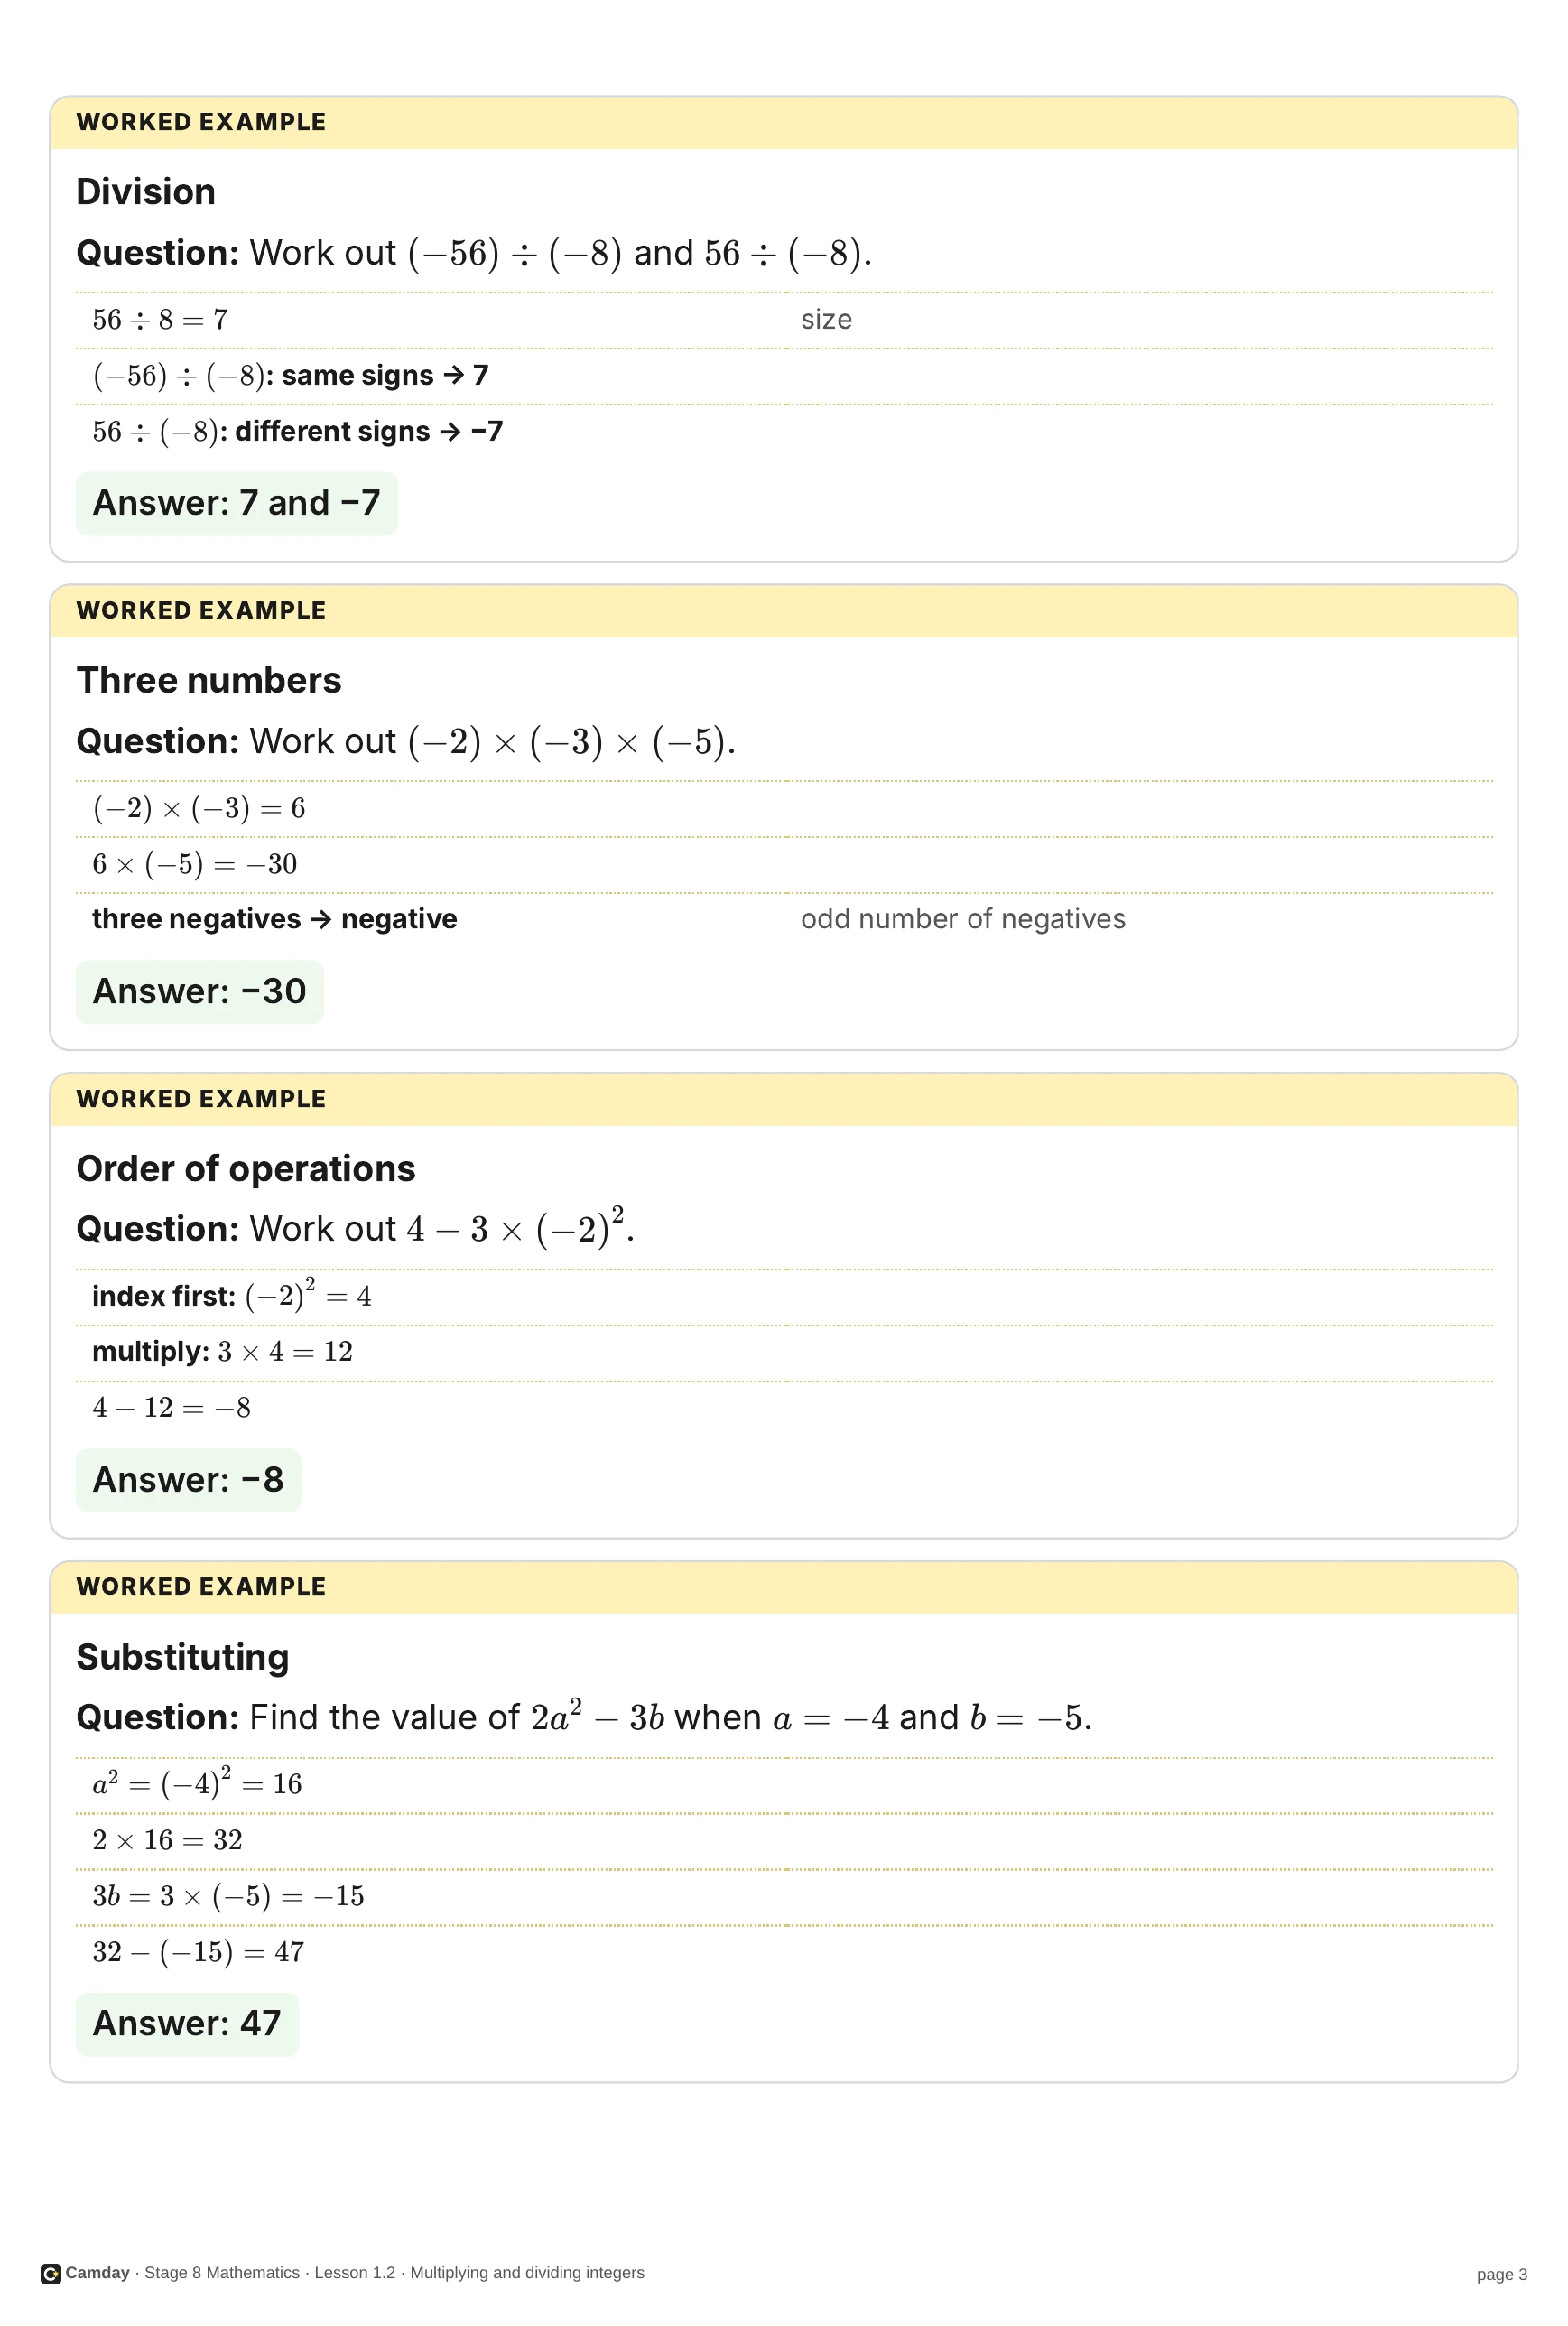 WORKED EXAMPLE
Division
Question: Work out (−56) ÷ (−8) and 56 ÷ (−8).
56 ÷ 8 = 7 size
(−56) ÷ (−8): same signs → 7
56 ÷ (−8): different signs → −7
Answer: 7 and −7
WORKED EXAMPLE
Three numbers
Question: Work out (−2) × (−3) × (−5).
(−2) × (−3) = 6
6 × (−5) = −30
three negatives → negative odd number of negatives
Answer: −30
WORKED EXAMPLE
Order of operations
Question: Work out 4 − 3 × (−2)².
index first: (−2)² = 4
multiply: 3 × 4 = 12
4 − 12 = −8
Answer: −8
WORKED EXAMPLE
Substituting
Question: Find the value of 2a² − 3b when a = −4 and b = −5.
a² = (−4)² = 16
2 × 16 = 32
3b = 3 × (−5) = −15
32 − (−15) = 47
Answer: 47
Camday · Stage 8 Mathematics · Lesson 1.2 · Multiplying and dividing integers page 3